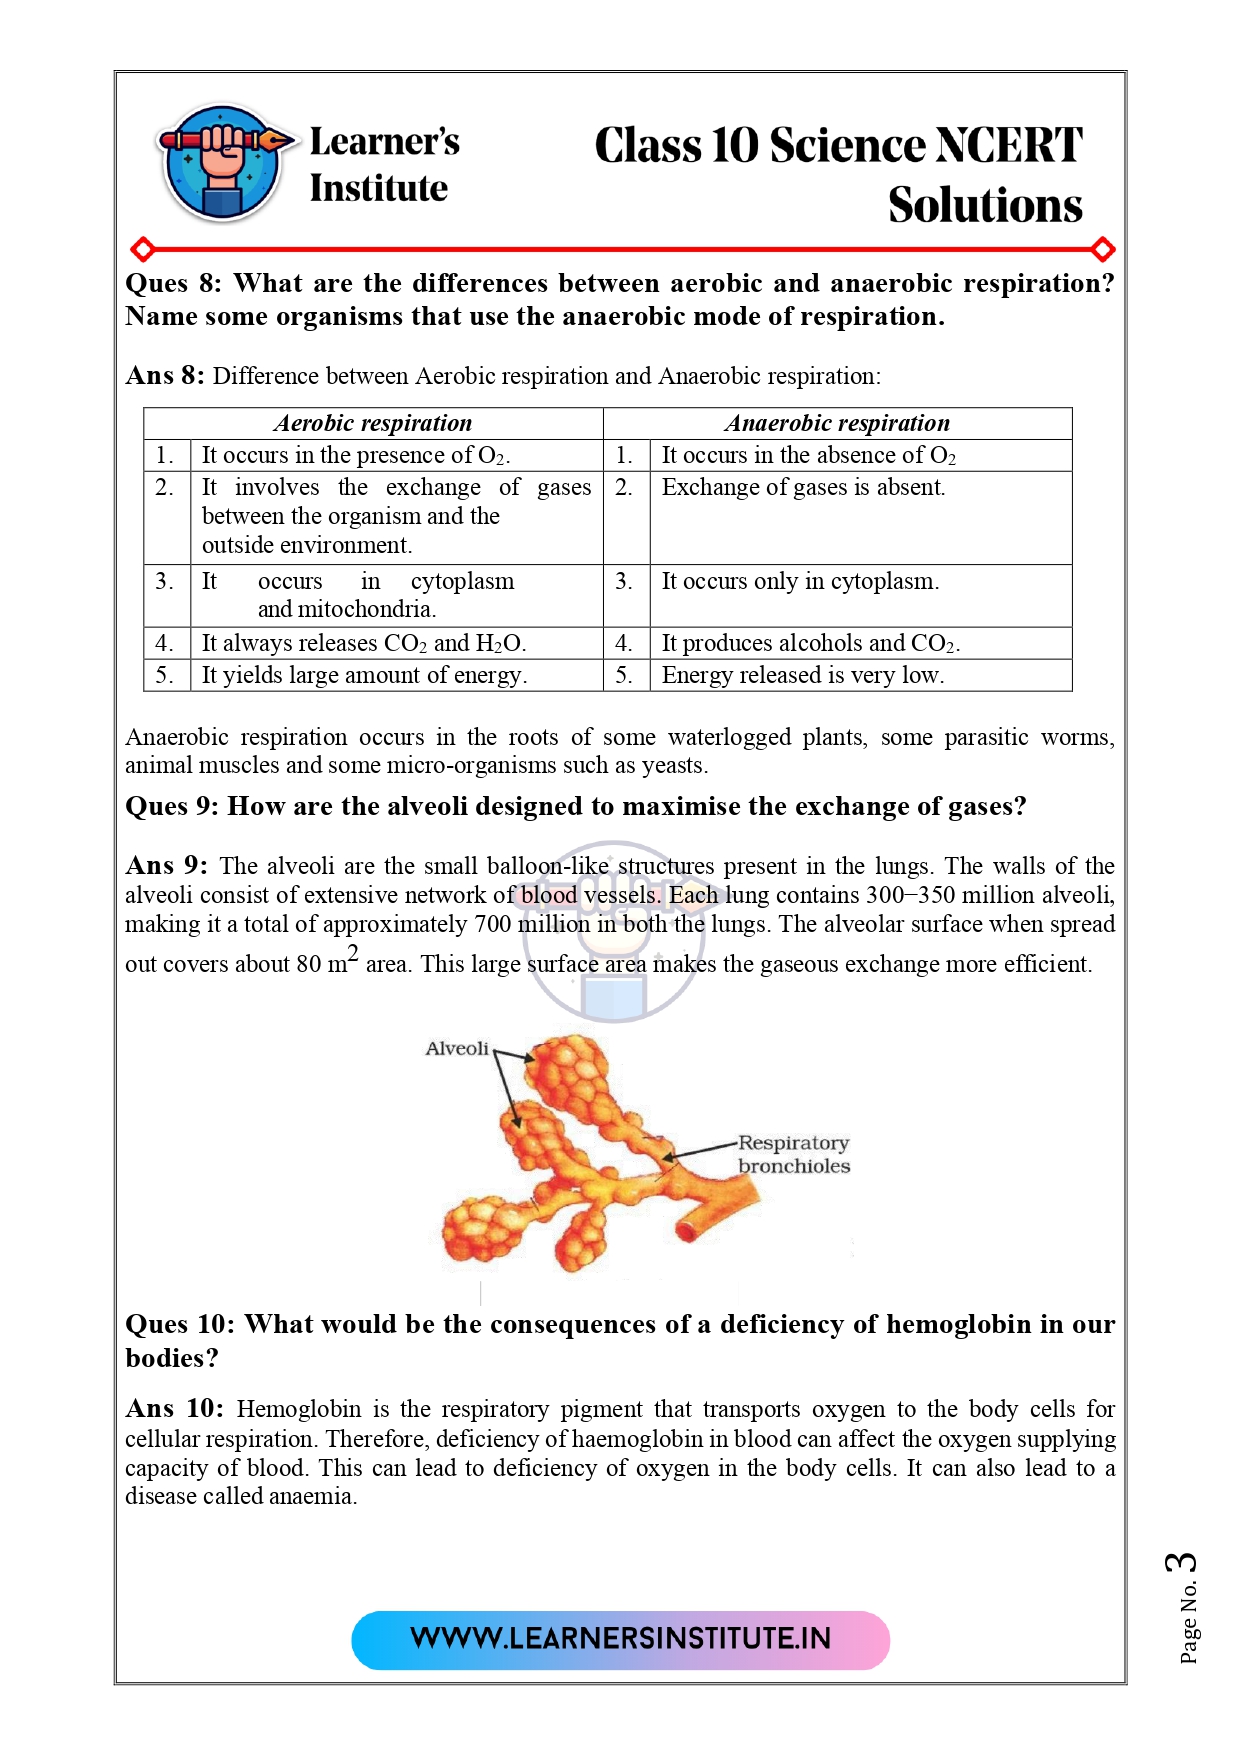 Learner's
Institute
Class 10 Science NCERT
Solutions
Ques 8: What are the differences between aerobic and anaerobic respiration?
Name some organisms that use the anaerobic mode of respiration.
Ans 8: Difference between Aerobic respiration and Anaerobic respiration:
Aerobic respiration Anaerobic respiration
1. It occurs in the presence of O₂. 1. It occurs in the absence of O₂
2. It involves the exchange of gases 2. Exchange of gases is absent.
between the organism and the
outside environment.
3. It occurs in cytoplasm 3. It occurs only in cytoplasm.
and mitochondria.
4. It always releases CO₂ and H₂O. 4. It produces alcohols and CO₂.
5. It yields large amount of energy. 5. Energy released is very low.
Anaerobic respiration occurs in the roots of some waterlogged plants, some parasitic worms,
animal muscles and some micro-organisms such as yeasts.
Ques 9: How are the alveoli designed to maximise the exchange of gases?
Ans 9: The alveoli are the small balloon-like structures present in the lungs. The walls of the
alveoli consist of extensive network of blood vessels. Each lung contains 300−350 million alveoli,
making it a total of approximately 700 million in both the lungs. The alveolar surface when spread
out covers about 80 m² area. This large surface area makes the gaseous exchange more efficient.
Alveoli
Respiratory
bronchioles
Ques 10: What would be the consequences of a deficiency of hemoglobin in our
bodies?
Ans 10: Hemoglobin is the respiratory pigment that transports oxygen to the body cells for
cellular respiration. Therefore, deficiency of haemoglobin in blood can affect the oxygen supplying
capacity of blood. This can lead to deficiency of oxygen in the body cells. It can also lead to a
disease called anaemia.
Page No. 3
WWW.LEARNERSINSTITUTE.IN